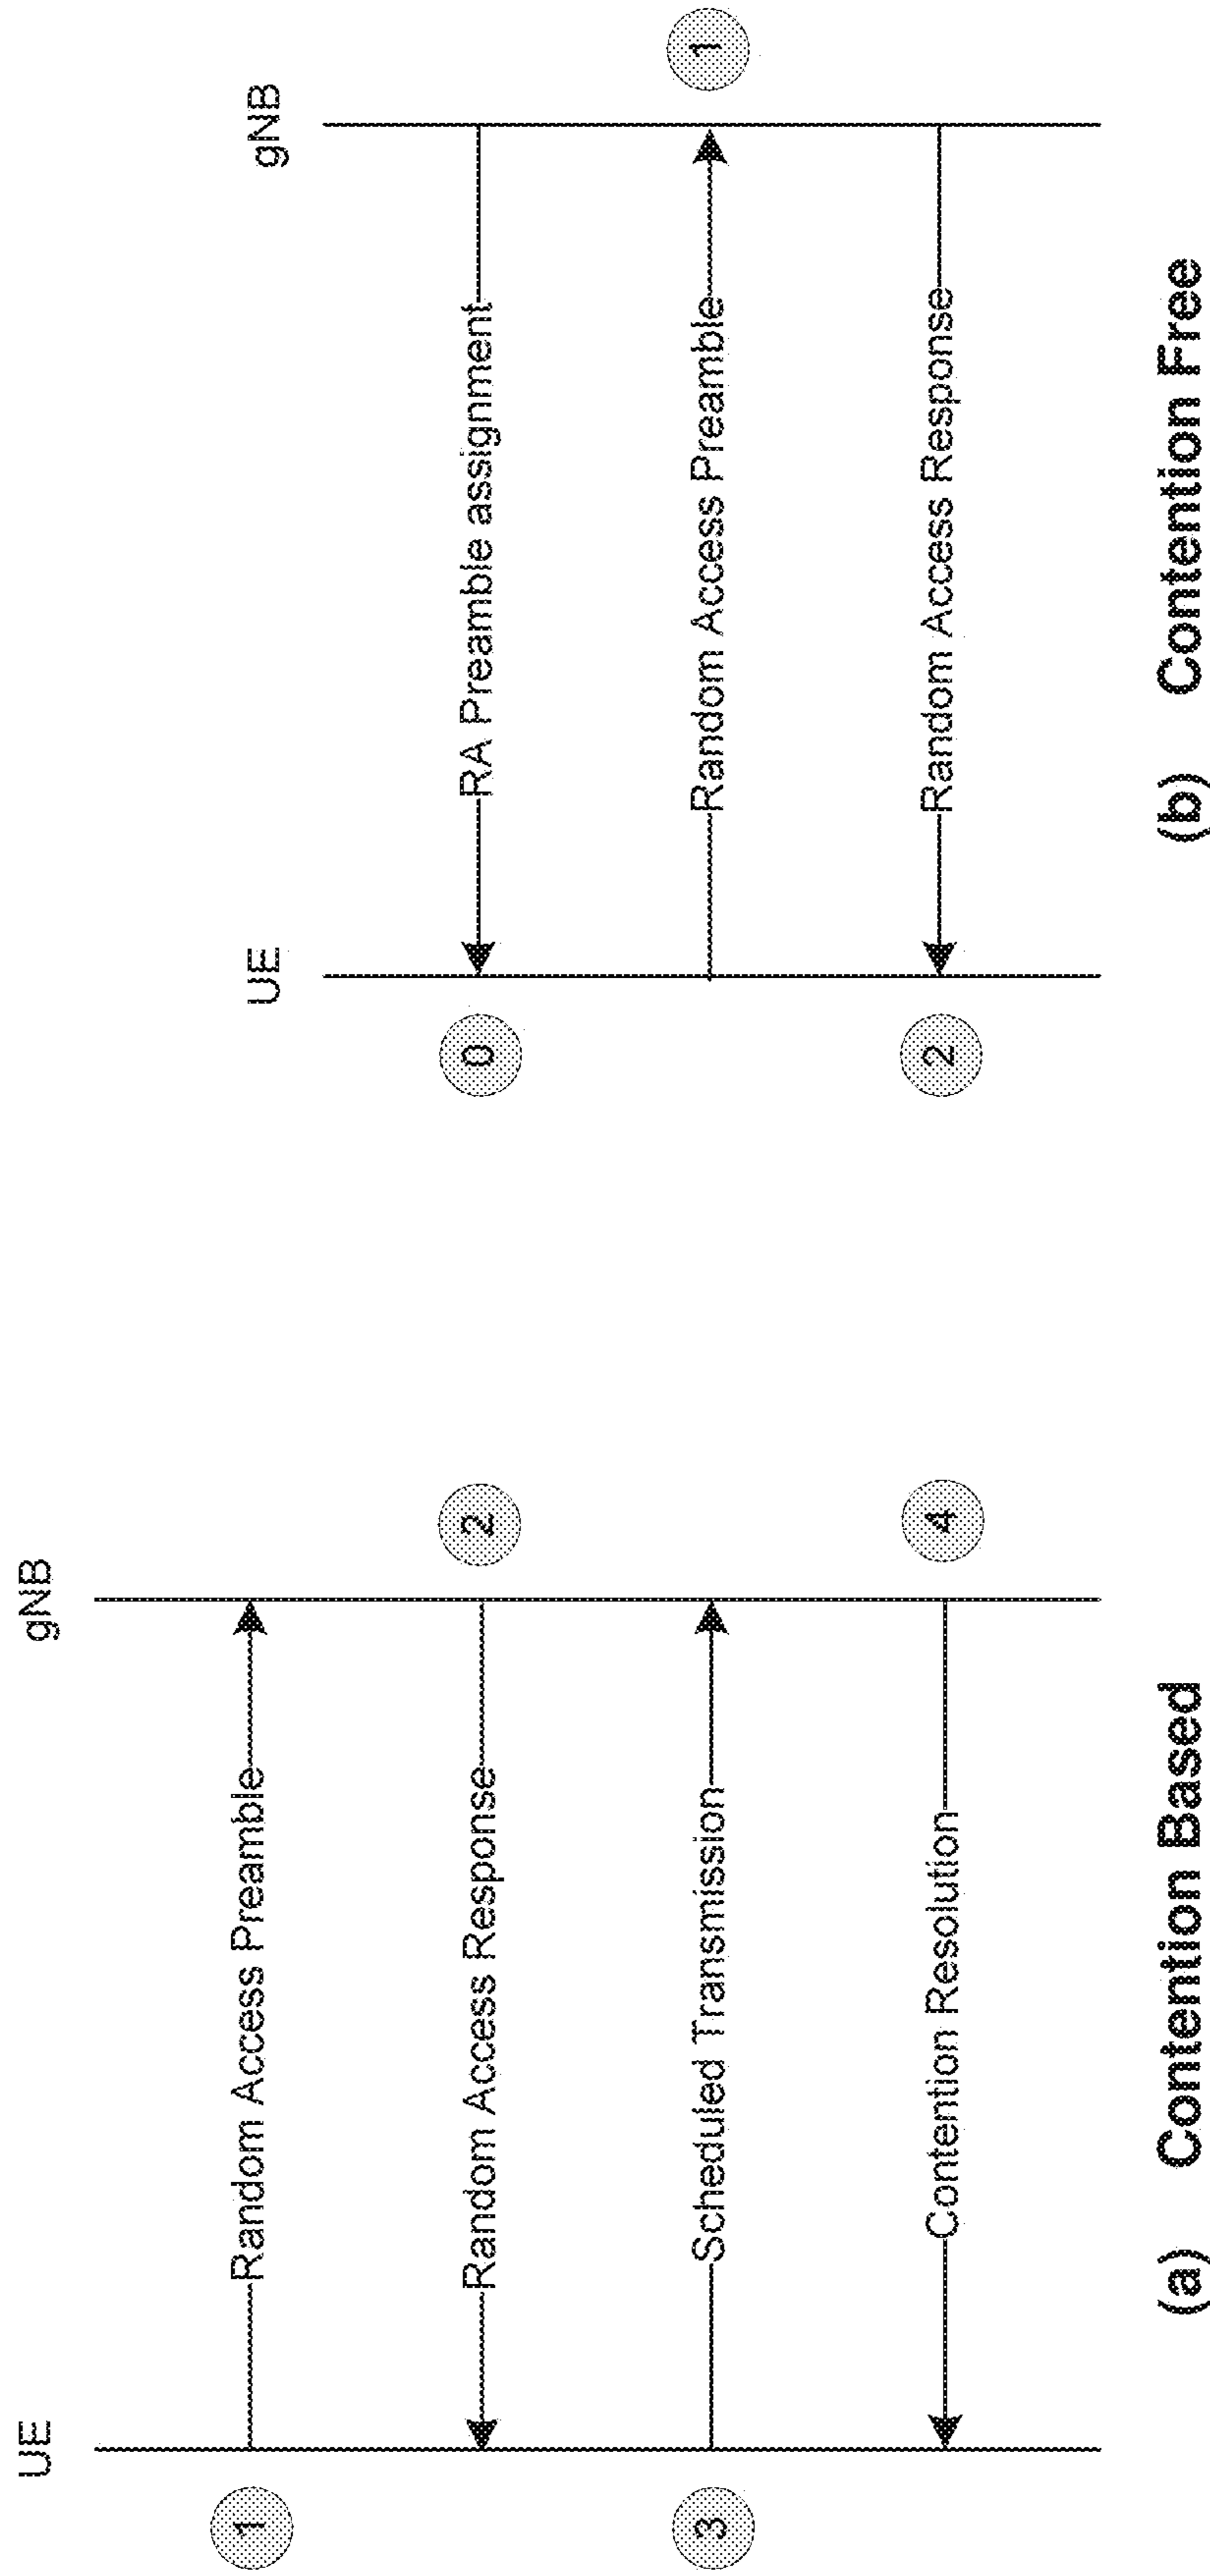 UE gNB
1 Random Access Preamble
Random Access Response 2
3 Scheduled Transmission
Contention Resolution 4
(a) Contention Based
UE gNB
0 RA Preamble assignment
Random Access Preamble 1
2 Random Access Response
(b) Contention Free